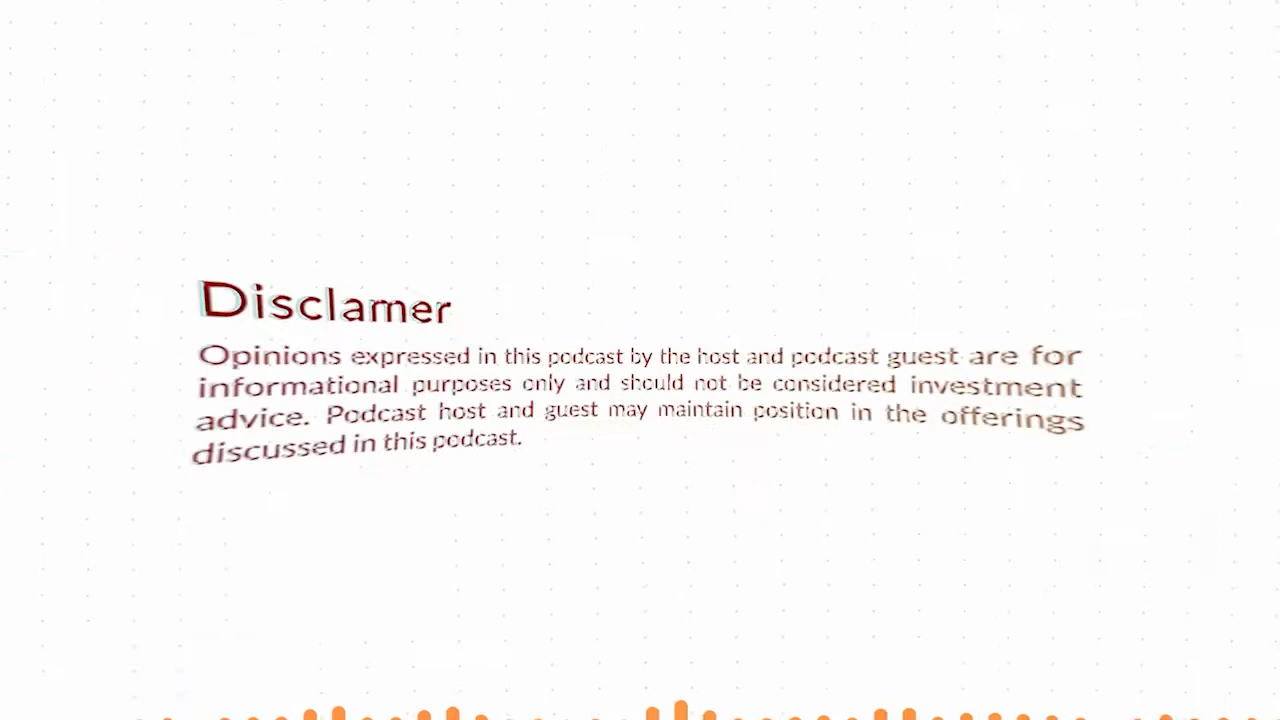 Disclamer
Opinions expressed in this podcast by the host and podcast guest are for
informational purposes only and should not be considered investment
advice. Podcast host and guest may maintain position in the offerings
discussed in this podcast.